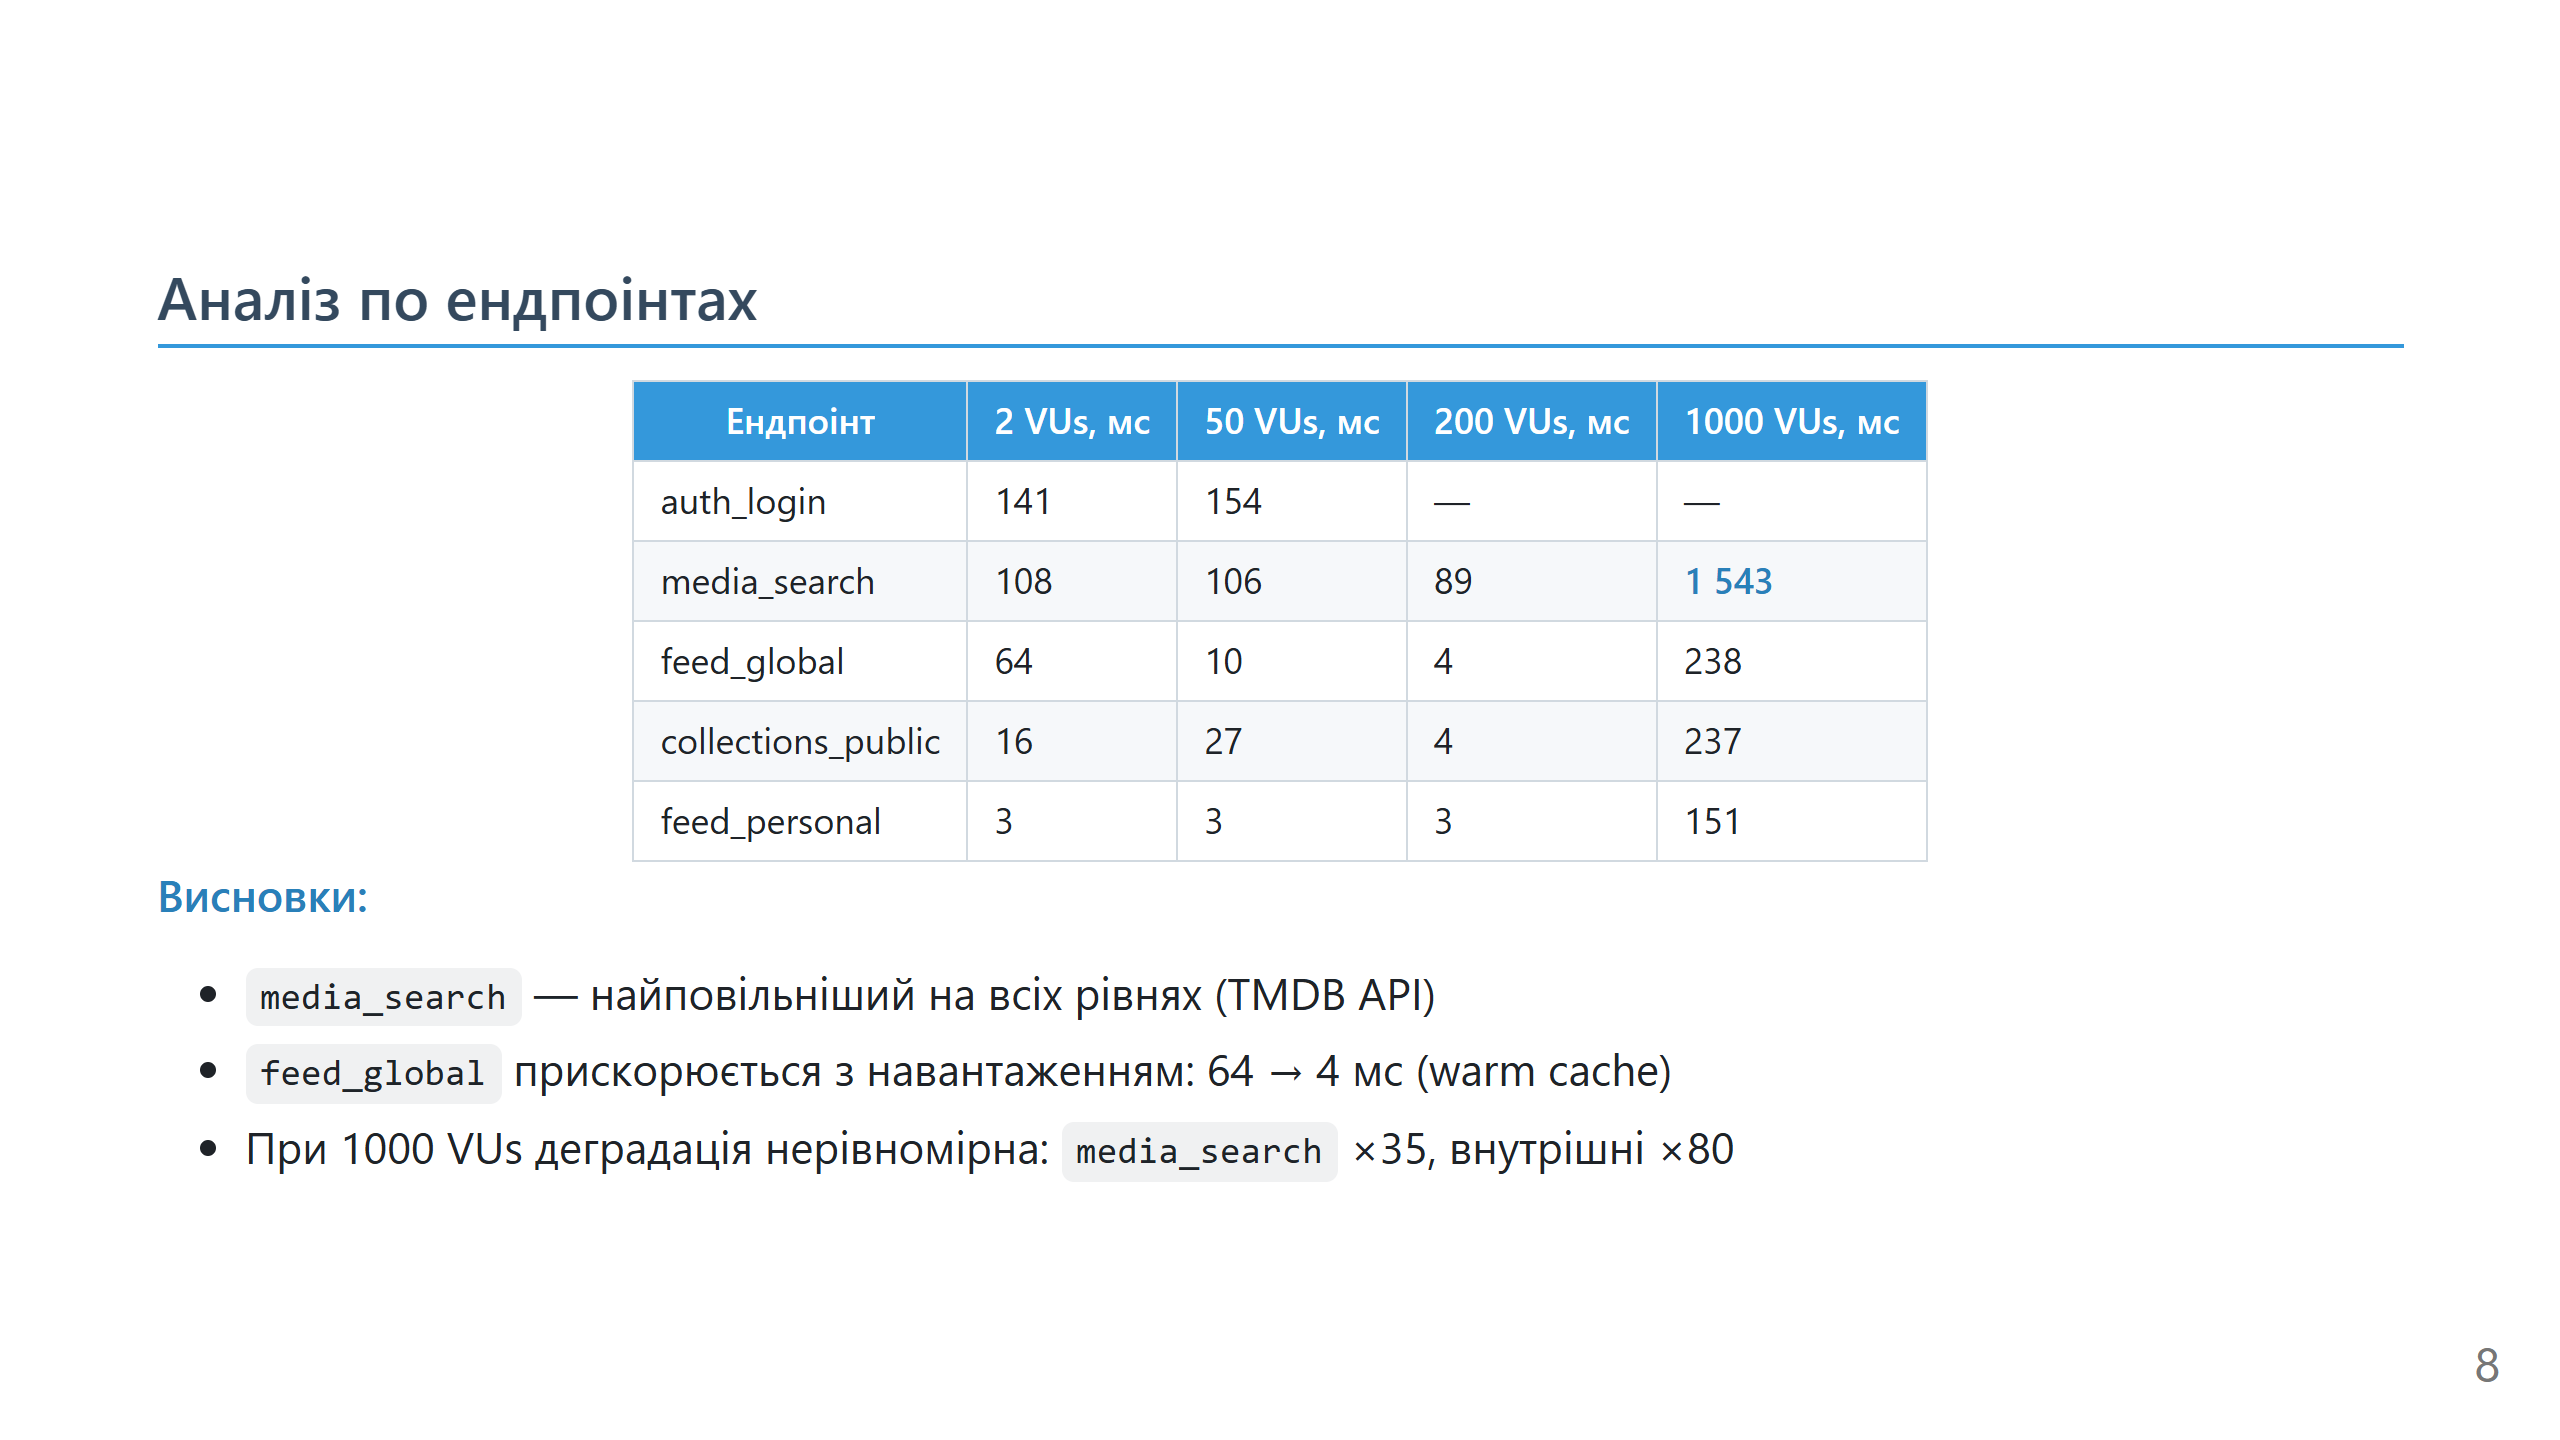 Аналіз по ендпоінтах
Ендпоінт 2 VUs, мс 50 VUs, мс 200 VUs, мс 1000 VUs, мс
auth_login 141 154 — —
media_search 108 106 89 1 543
feed_global 64 10 4 238
collections_public 16 27 4 237
feed_personal 3 3 3 151
Висновки:
• media_search — найповільніший на всіх рівнях (TMDB API)
• feed_global прискорюється з навантаженням: 64 → 4 мс (warm cache)
• При 1000 VUs деградація нерівномірна: media_search ×35, внутрішні ×80
8